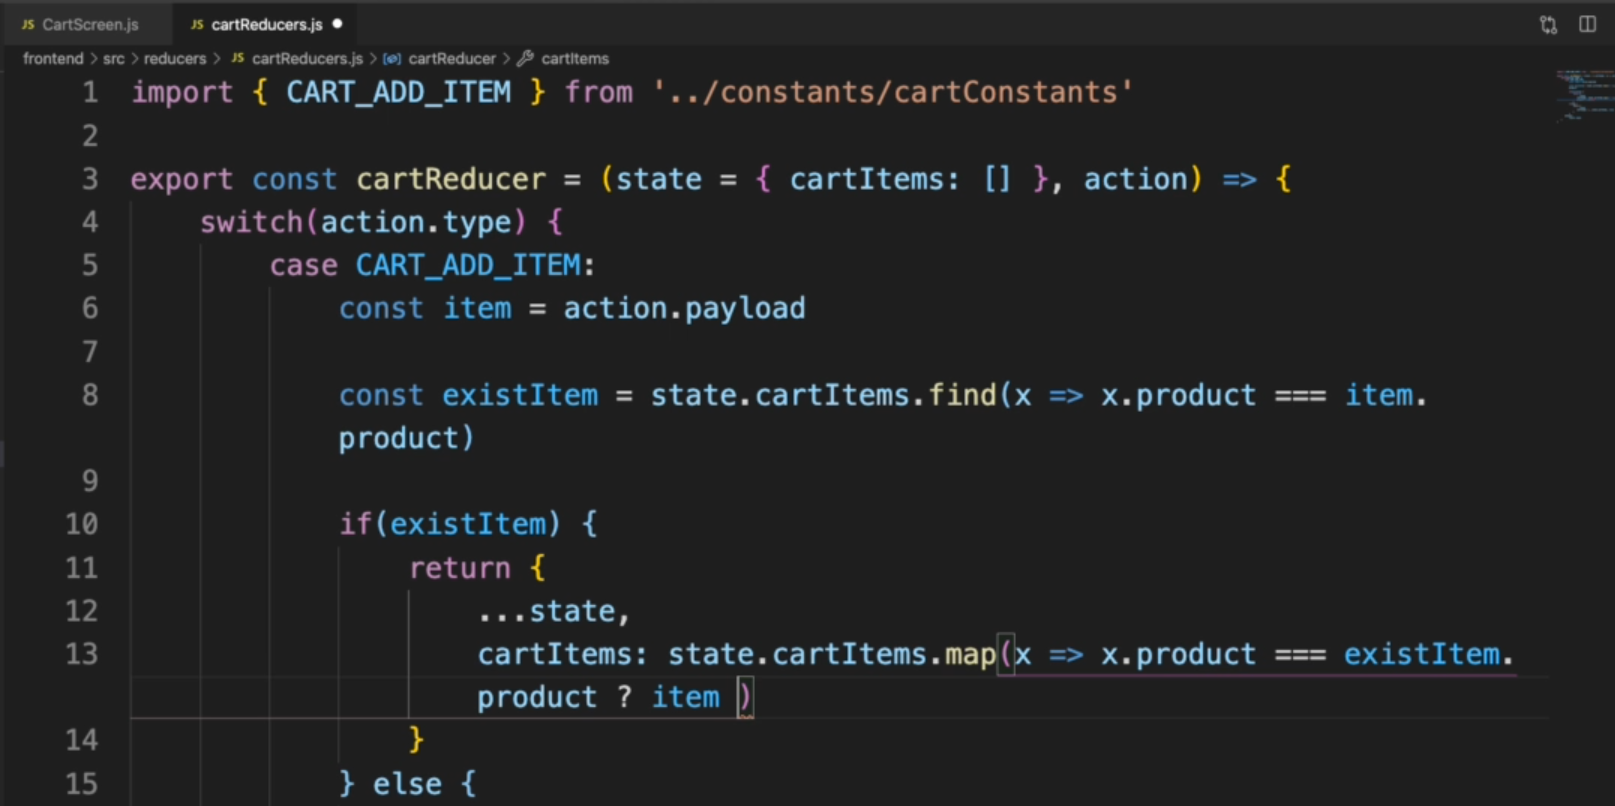 JS CartScreen.js JS cartReducers.js
frontend > src > reducers > JS cartReducers.js > cartReducer > cartItems
1 import { CART_ADD_ITEM } from '../constants/cartConstants'
2
3 export const cartReducer = (state = { cartItems: [] }, action) => {
4 switch(action.type) {
5 case CART_ADD_ITEM:
6 const item = action.payload
7
8 const existItem = state.cartItems.find(x => x.product === item.
product)
9
10 if(existItem) {
11 return {
12 ...state,
13 cartItems: state.cartItems.map(x => x.product === existItem.
product ? item )
14 }
15 } else {